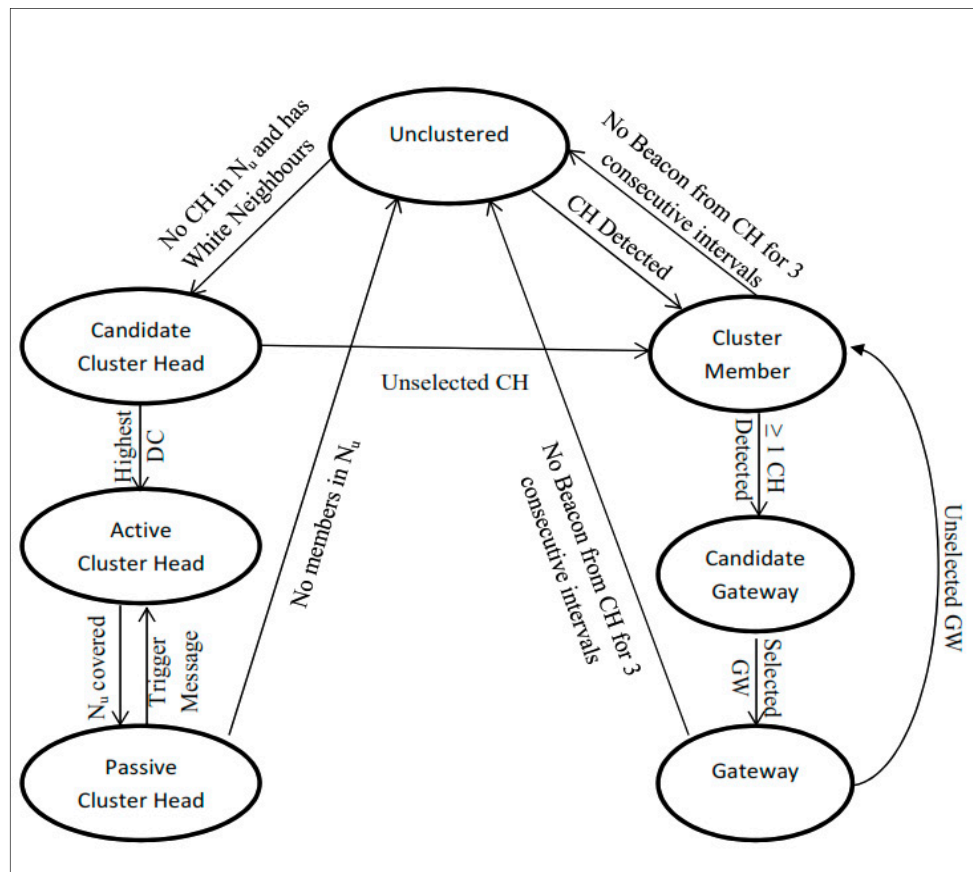 Unclustered
No CH in Nᵤ and has
White Neighbours
No Beacon from CH for 3
consecutive intervals
CH Detected
Candidate
Cluster Head
Cluster
Member
Unselected CH
Highest
DC
≥ 1 CH
Detected
No members in Nᵤ
No Beacon from CH for 3
consecutive intervals
Active
Cluster Head
Candidate
Gateway
Unselected GW
Nᵤ covered
Trigger
Message
Selected
GW
Passive
Cluster Head
Gateway